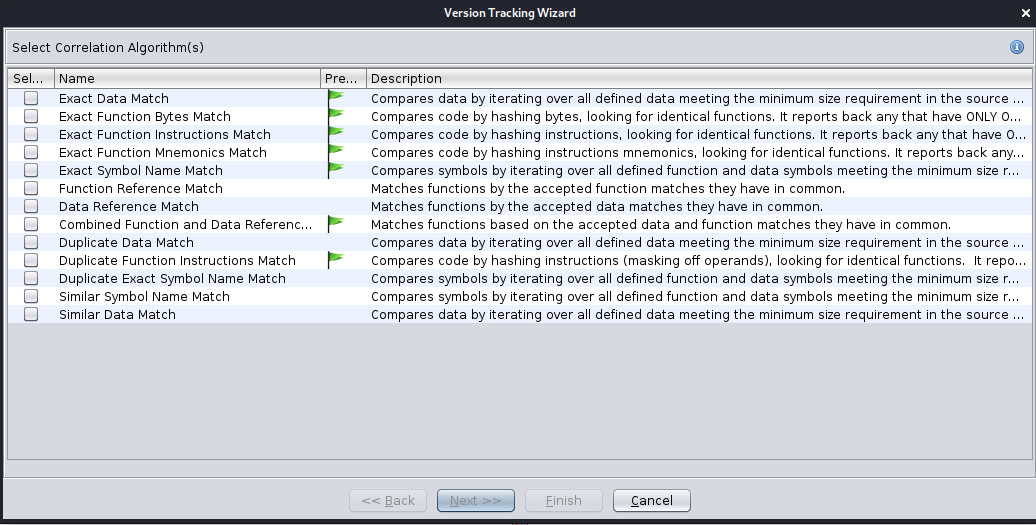 Version Tracking Wizard
Select Correlation Algorithm(s)
Sel... Name Pre... Description
Exact Data Match Compares data by iterating over all defined data meeting the minimum size requirement in the source ...
Exact Function Bytes Match Compares code by hashing bytes, looking for identical functions. It reports back any that have ONLY O...
Exact Function Instructions Match Compares code by hashing instructions, looking for identical functions. It reports back any that have O...
Exact Function Mnemonics Match Compares code by hashing instructions mnemonics, looking for identical functions. It reports back any...
Exact Symbol Name Match Compares symbols by iterating over all defined function and data symbols meeting the minimum size r...
Function Reference Match Matches functions by the accepted function matches they have in common.
Data Reference Match Matches functions by the accepted data matches they have in common.
Combined Function and Data Referenc... Matches functions based on the accepted data and function matches they have in common.
Duplicate Data Match Compares data by iterating over all defined data meeting the minimum size requirement in the source ...
Duplicate Function Instructions Match Compares code by hashing instructions (masking off operands), looking for identical functions. It repo...
Duplicate Exact Symbol Name Match Compares symbols by iterating over all defined function and data symbols meeting the minimum size r...
Similar Symbol Name Match Compares symbols by iterating over all defined function and data symbols meeting the minimum size r...
Similar Data Match Compares data by iterating over all defined data meeting the minimum size requirement in the source ...
<< Back Next >> Finish Cancel